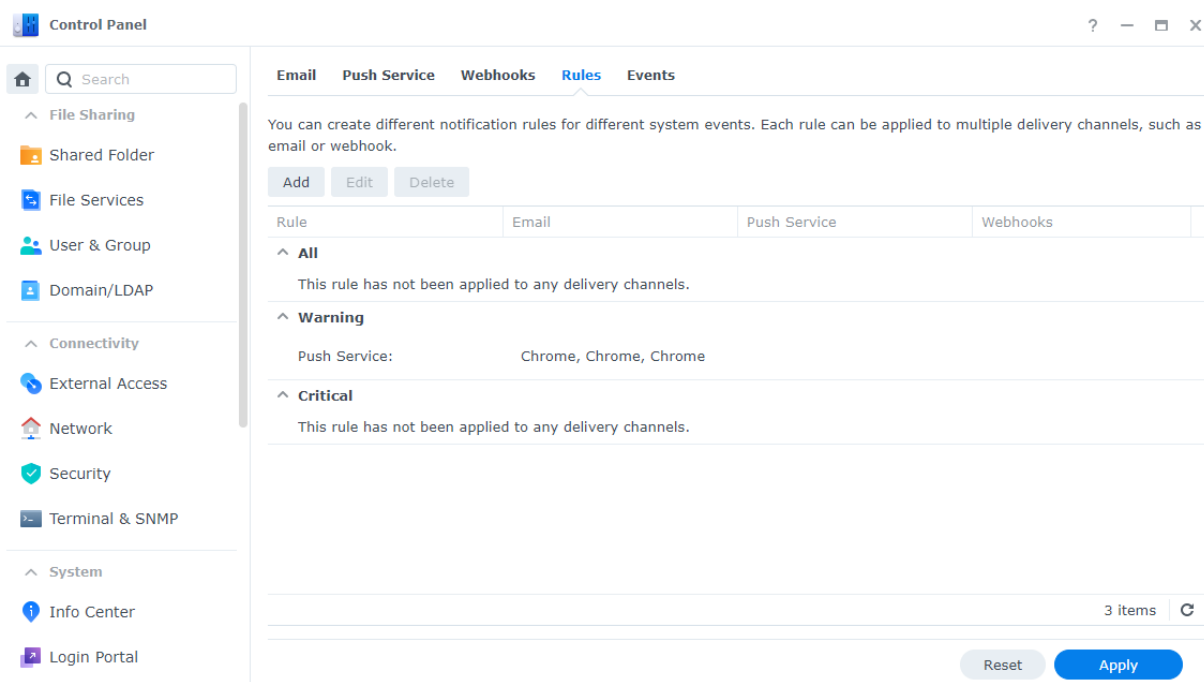 Control Panel
?
Search
File Sharing
Shared Folder
File Services
User & Group
Domain/LDAP
Connectivity
External Access
Network
Security
Terminal & SNMP
System
Info Center
Login Portal
Email Push Service Webhooks Rules Events
You can create different notification rules for different system events. Each rule can be applied to multiple delivery channels, such as
email or webhook.
Add Edit Delete
Rule Email Push Service Webhooks
All
This rule has not been applied to any delivery channels.
Warning
Push Service: Chrome, Chrome, Chrome
Critical
This rule has not been applied to any delivery channels.
3 items
Reset Apply